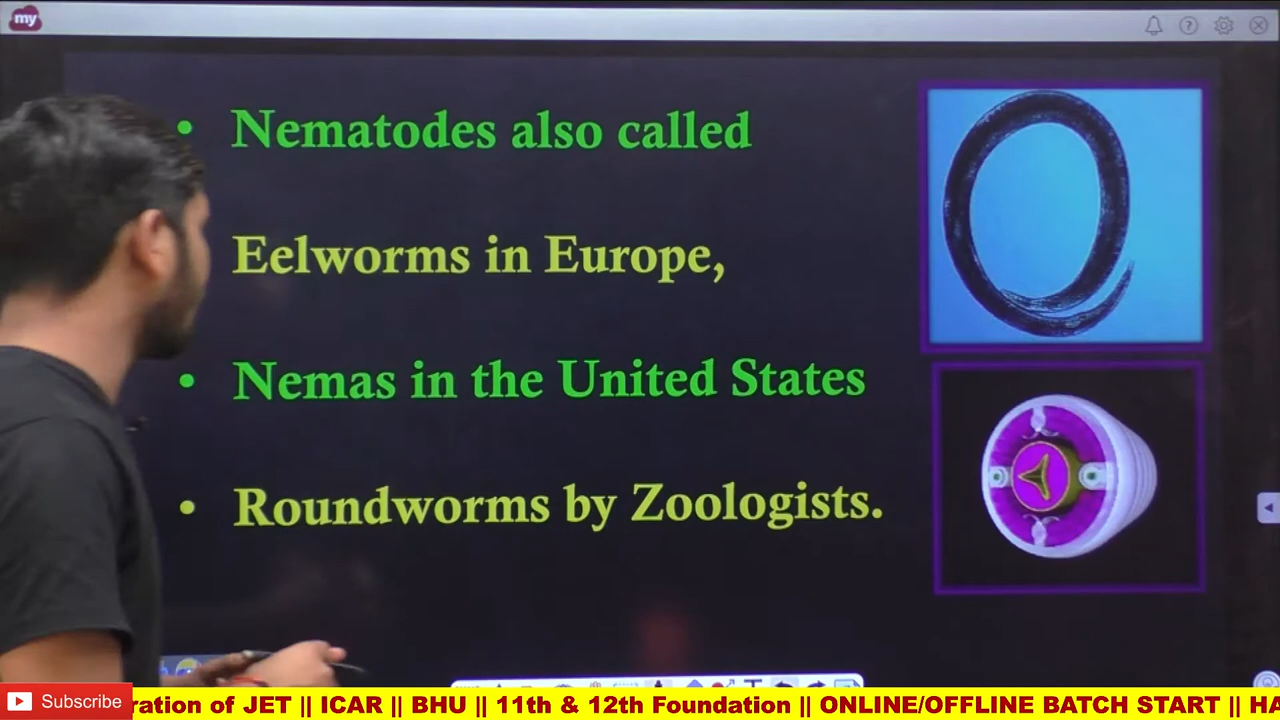 my
• Nematodes also called
Eelworms in Europe,
• Nemas in the United States
• Roundworms by Zoologists.
Subscribe
ration of JET || ICAR || BHU || 11th & 12th Foundation || ONLINE/OFFLINE BATCH START || HA